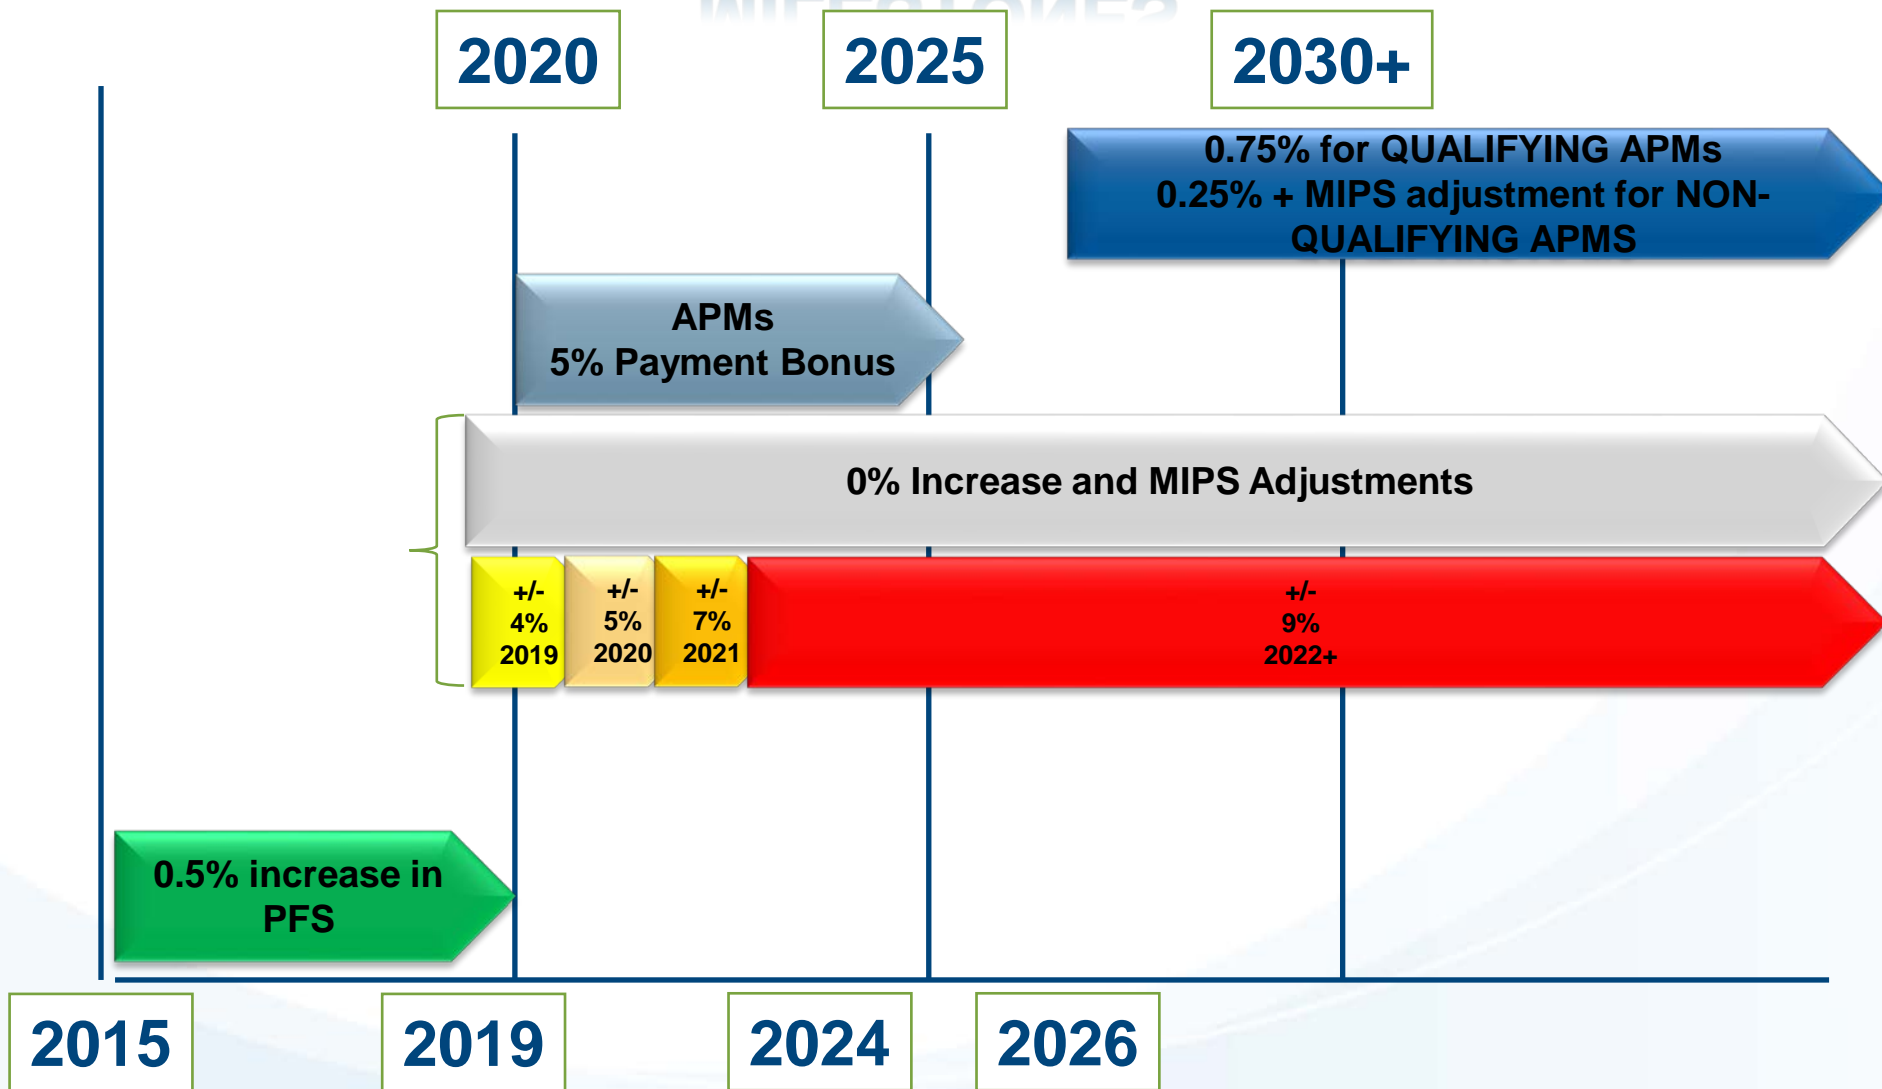 MILESTONES
2020
2025
2030+
0.75% for QUALIFYING APMs
0.25% + MIPS adjustment for NON-
QUALIFYING APMS
APMs
5% Payment Bonus
0% Increase and MIPS Adjustments
+/-
4%
2019
+/-
5%
2020
+/-
7%
2021
+/-
9%
2022+
0.5% increase in
PFS
2015
2019
2024
2026